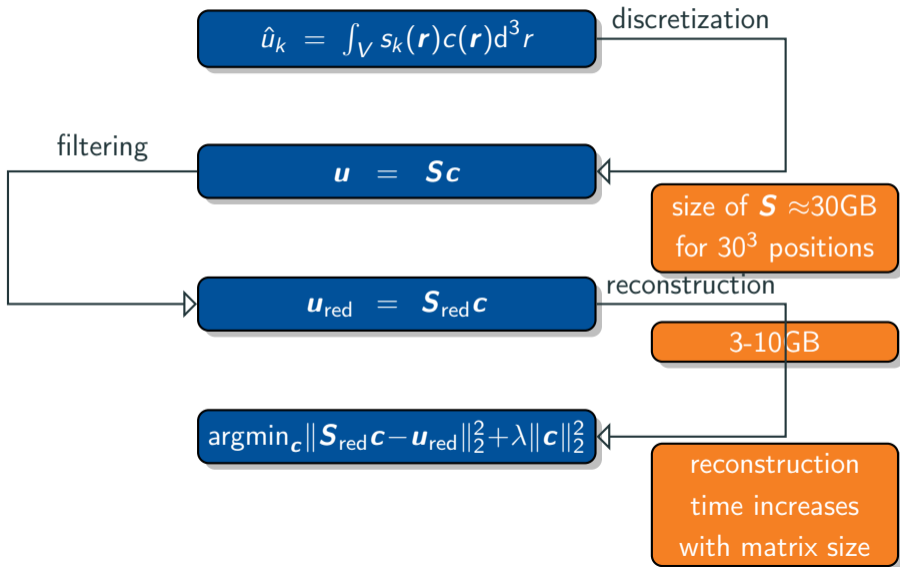 û_k = ∫_V s_k(r)c(r)d³r
discretization
filtering
u = Sc
size of S ≈30GB
for 30³ positions
u_red = S_red c
reconstruction
3-10GB
argmin_c‖S_red c−u_red‖₂²+λ‖c‖₂²
reconstruction
time increases
with matrix size